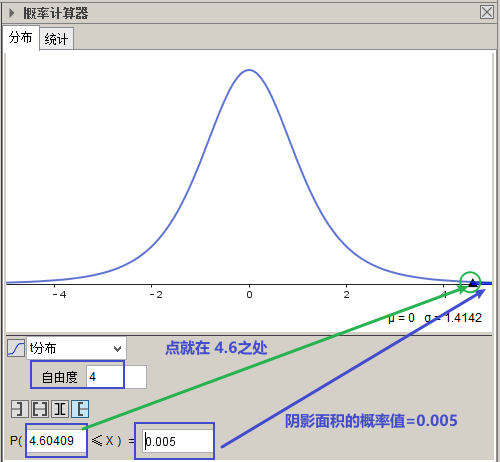 概率计算器
分布 统计
-4 -2 0 2 4
μ = 0 σ = 1.4142
t分布
点就在 4.6之处
自由度 4
阴影面积的概率值=0.005
P( 4.60409 ≤ X ) = 0.005